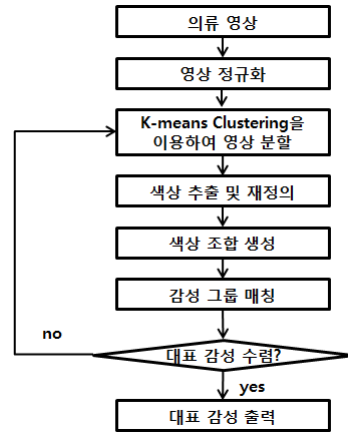 의류 영상
영상 정규화
K-means Clustering을
이용하여 영상 분할
색상 추출 및 재정의
색상 조합 생성
감성 그룹 매칭
no
대표 감성 수렴?
yes
대표 감성 출력